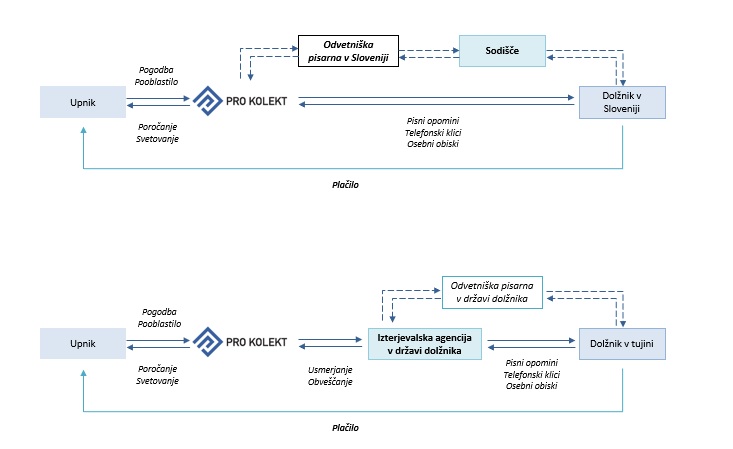 Odvetniška
pisarna v Sloveniji
Sodišče
Pogodba
Pooblastilo
Upnik
PRO KOLEKT
Dolžnik v
Sloveniji
Poročanje
Svetovanje
Pisni opomini
Telefonski klici
Osebni obiski
Plačilo
Odvetniška pisarna
v državi dolžnika
Pogodba
Pooblastilo
Upnik
PRO KOLEKT
Izterjevalska agencija
v državi dolžnika
Dolžnik v tujini
Poročanje
Svetovanje
Usmerjanje
Obveščanje
Pisni opomini
Telefonski klici
Osebni obiski
Plačilo